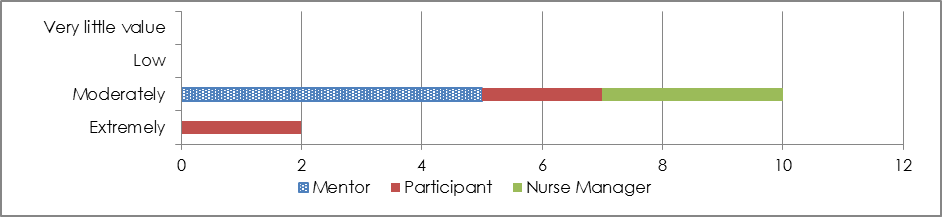 Very little value
Low
Moderately
Extremely
0 2 4 6 8 10 12
Mentor Participant Nurse Manager